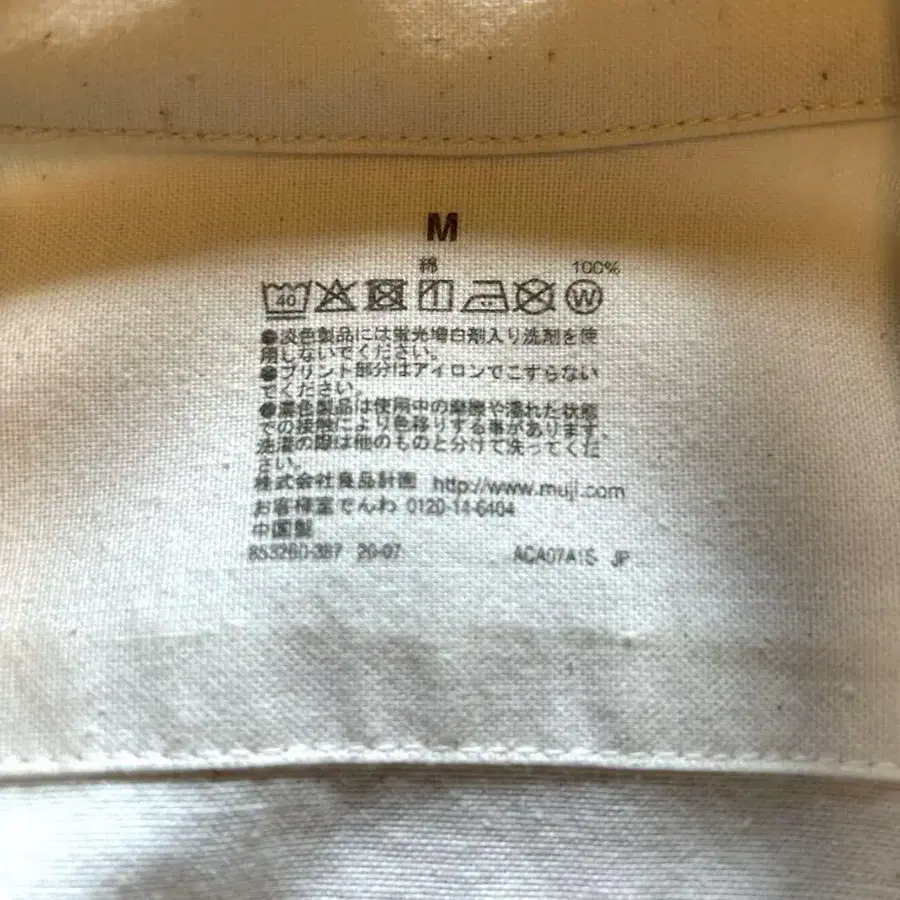 M
綿 100%
40 W
●淡色製品には蛍光増白剤入り洗剤を使
用しないでください。
●プリント部分はアイロンでこすらない
でください。
●濃色製品は使用中の摩擦や濡れた状態
での接触により色移りする事があります。
洗濯の際は他のものと分けて洗ってくだ
さい。
株式会社良品計画 http://www.muji.com
お客様室でんわ 0120-14-6404
中国製
20-07 ACA07A1S JP